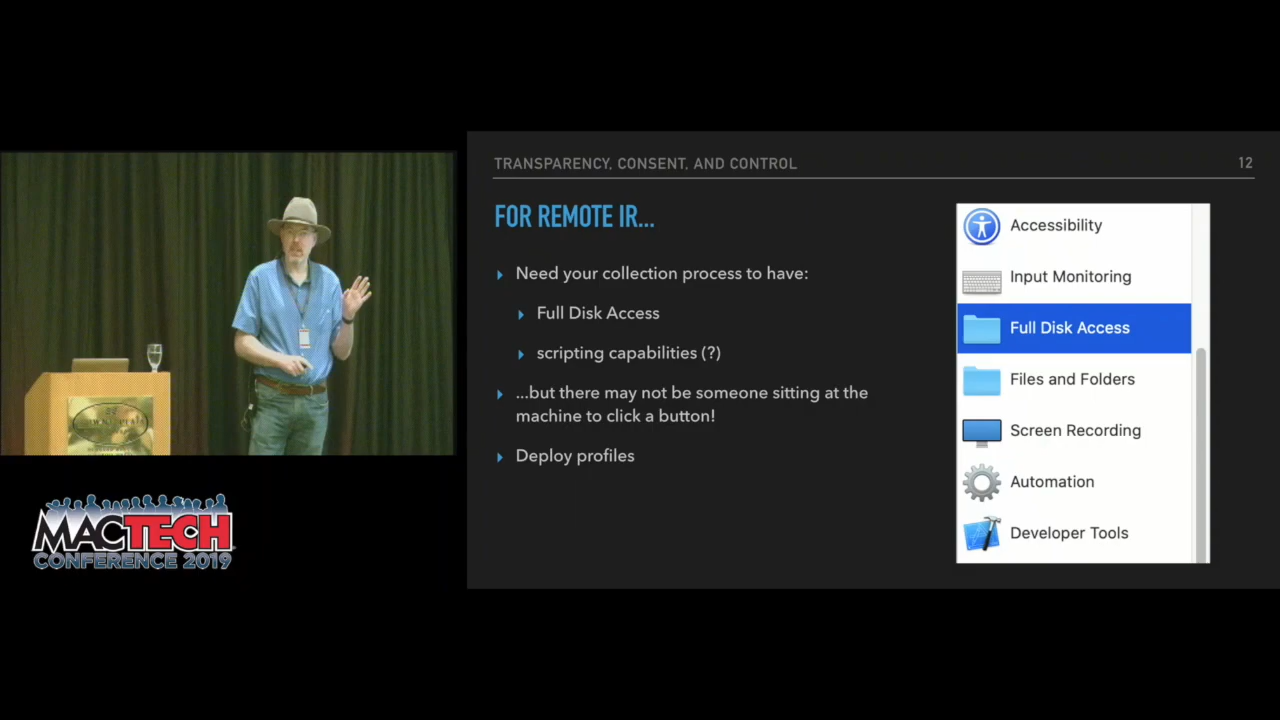 TRANSPARENCY, CONSENT, AND CONTROL
12
FOR REMOTE IR...
Need your collection process to have:
Full Disk Access
scripting capabilities (?)
...but there may not be someone sitting at the
machine to click a button!
Deploy profiles
Accessibility
Input Monitoring
Full Disk Access
Files and Folders
Screen Recording
Automation
Developer Tools
MACTECH
CONFERENCE 2019